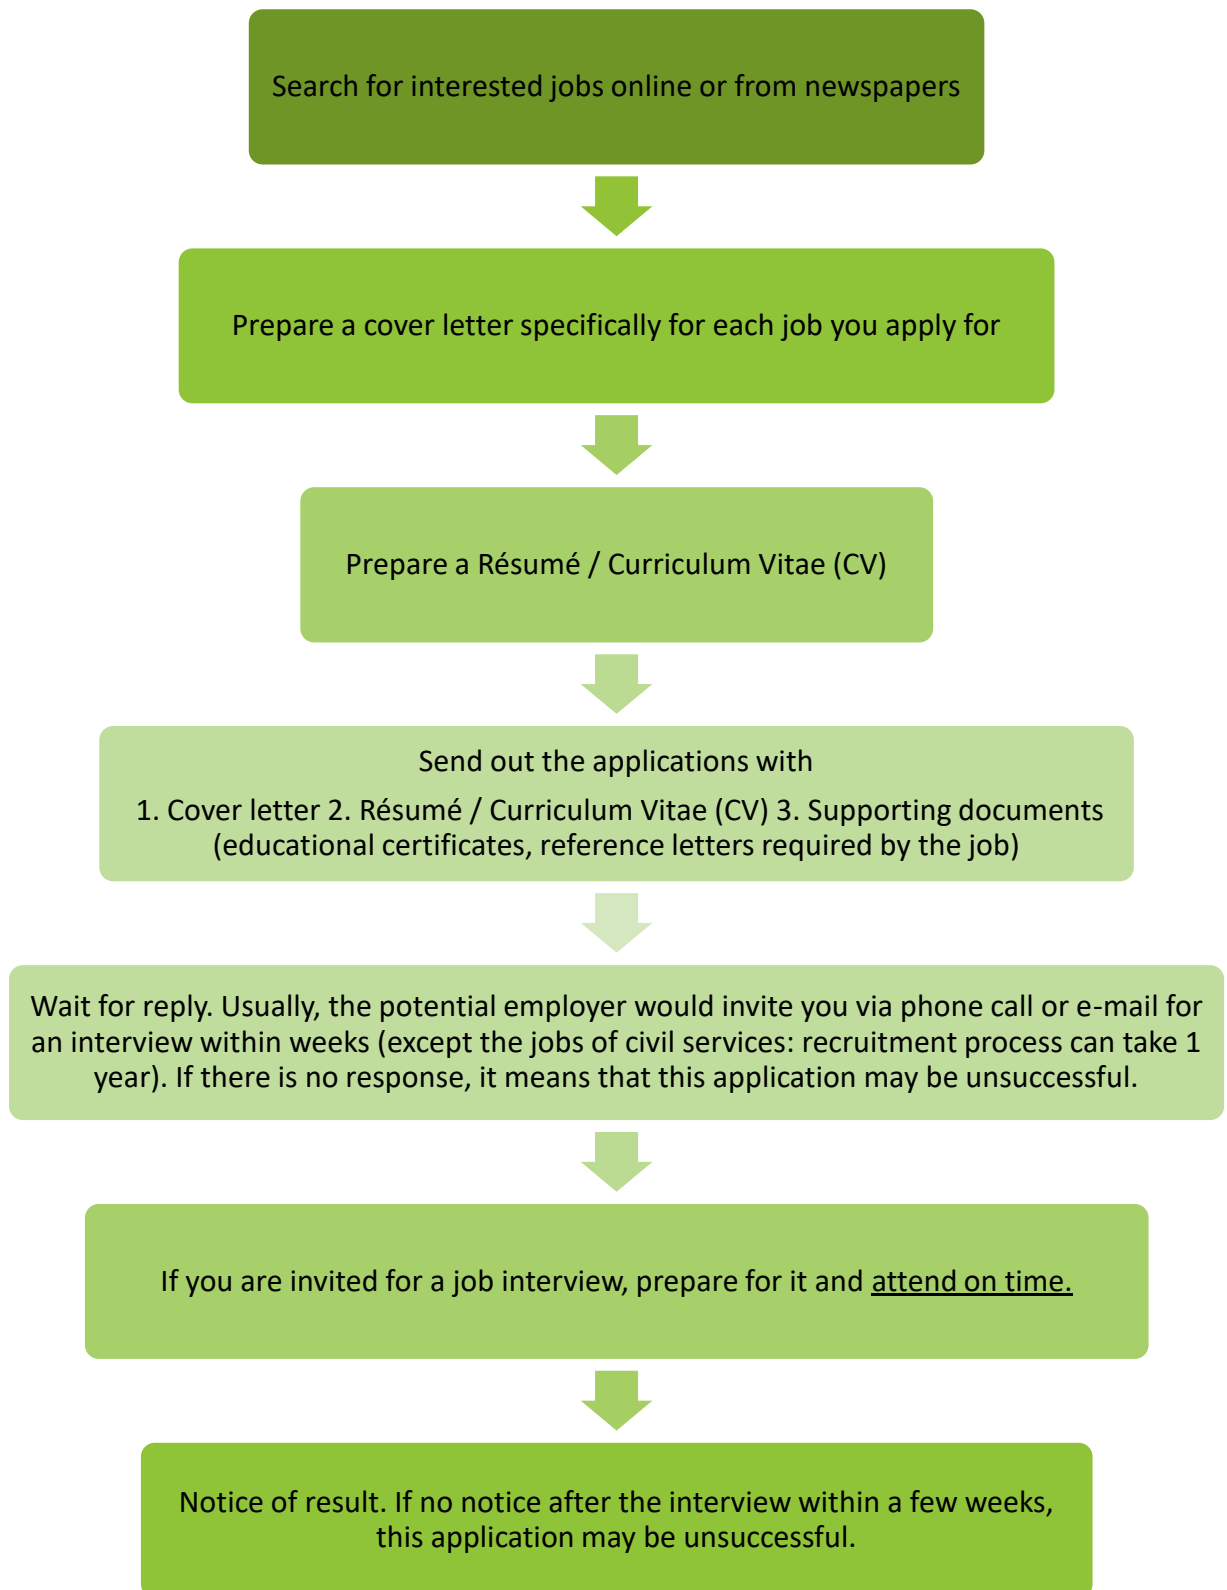 Search for interested jobs online or from newspapers
Prepare a cover letter specifically for each job you apply for
Prepare a Résumé / Curriculum Vitae (CV)
Send out the applications with
1. Cover letter 2. Résumé / Curriculum Vitae (CV) 3. Supporting documents
(educational certificates, reference letters required by the job)
Wait for reply. Usually, the potential employer would invite you via phone call or e-mail for
an interview within weeks (except the jobs of civil services: recruitment process can take 1
year). If there is no response, it means that this application may be unsuccessful.
If you are invited for a job interview, prepare for it and attend on time.
Notice of result. If no notice after the interview within a few weeks,
this application may be unsuccessful.